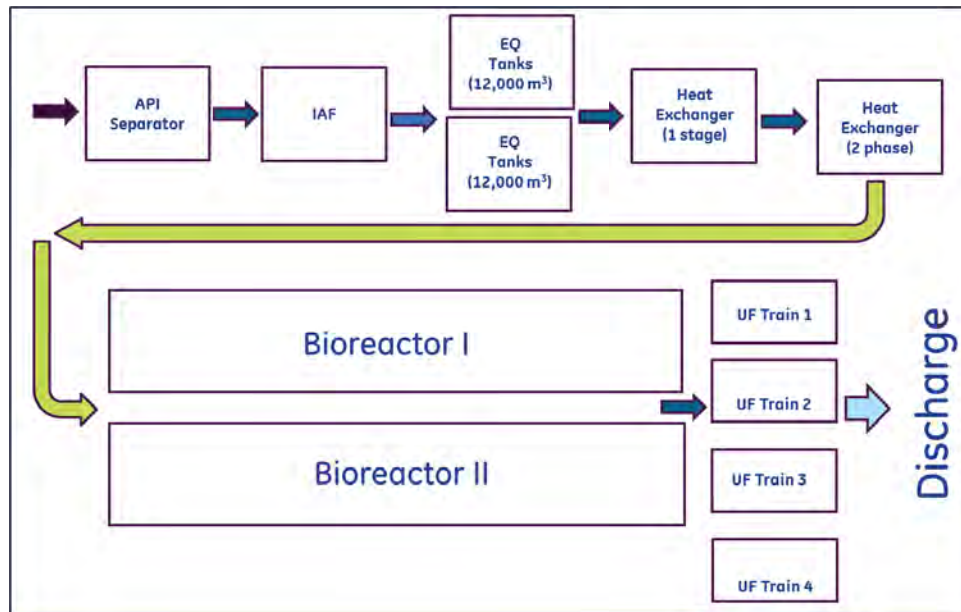 API
Separator
IAF
EQ
Tanks
(12,000 m³)
EQ
Tanks
(12,000 m³)
Heat
Exchanger
(1 stage)
Heat
Exchanger
(2 phase)
Bioreactor I
Bioreactor II
UF Train 1
UF Train 2
UF Train 3
UF Train 4
Discharge